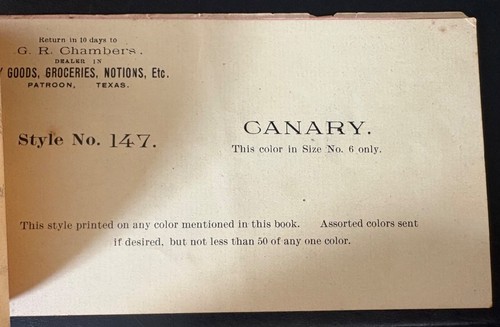 Return in 10 days to
G. R. Chambers.
DEALER IN
Y GOODS, GROCERIES, NOTIONS, Etc.
PATROON, TEXAS.
Style No. 147.
CANARY.
This color in Size No. 6 only.
This style printed on any color mentioned in this book. Assorted colors sent
if desired, but not less than 50 of any one color.